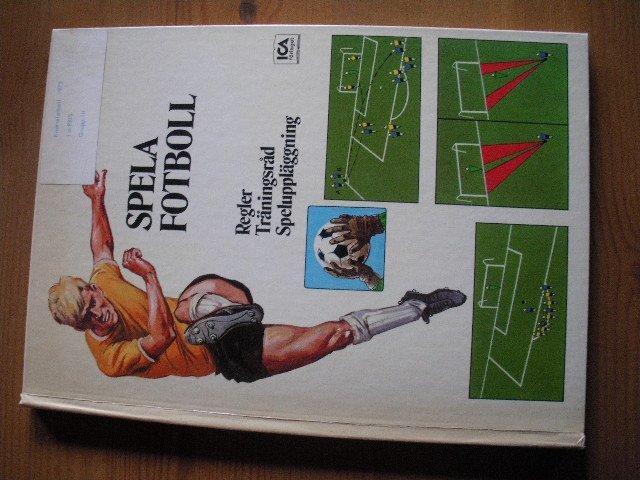 SPELA
FOTBOLL
Regler
Träningsråd
Speluppläggning
ICA